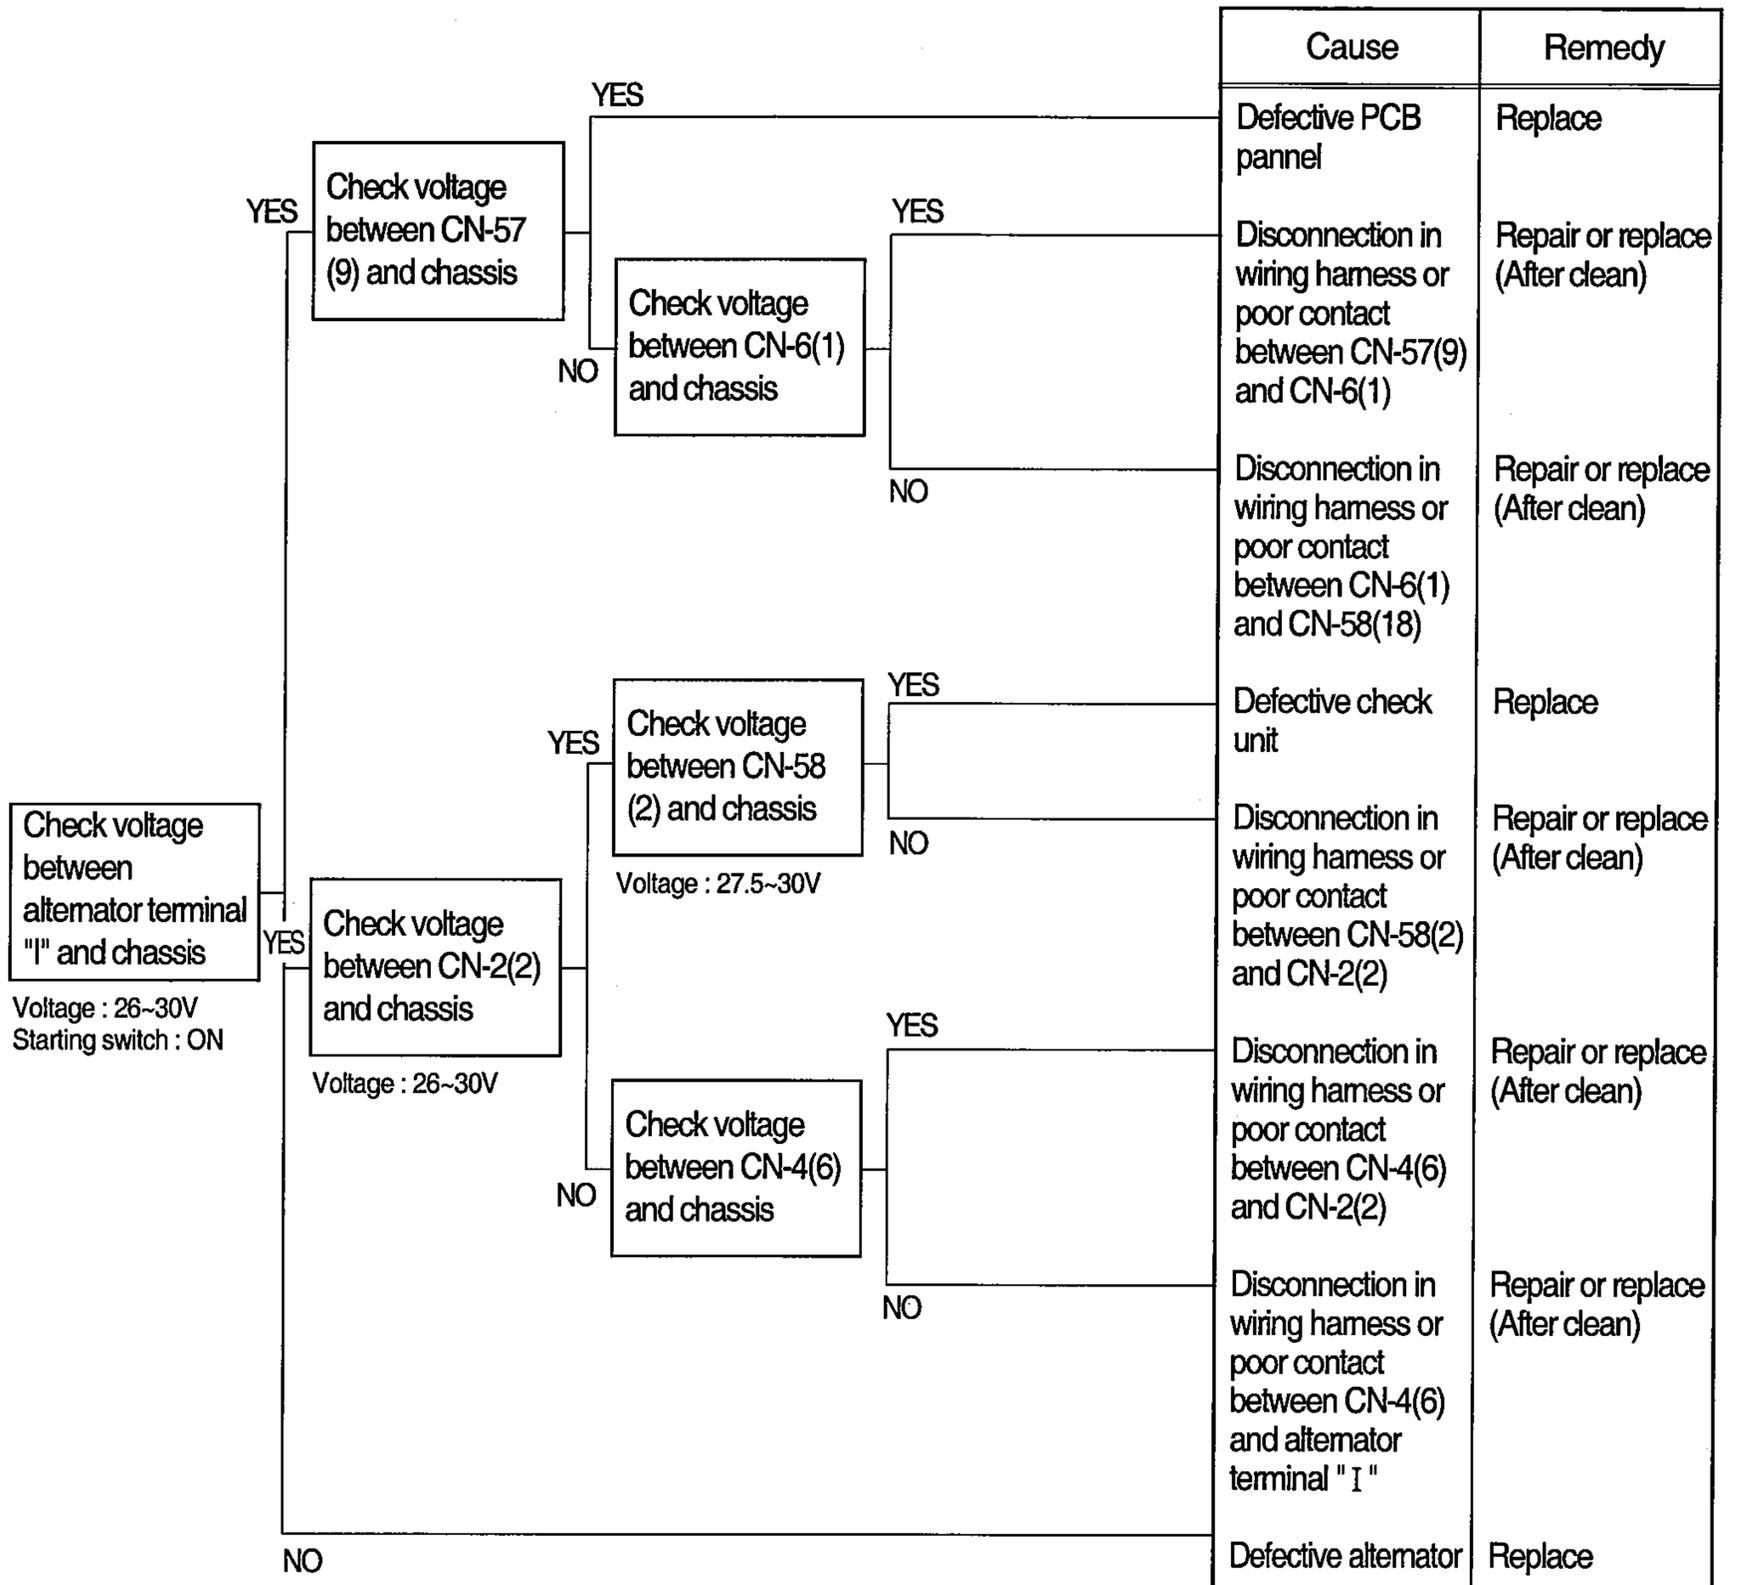 Cause
Remedy
YES
Defective PCB
pannel
Replace
YES
Check voltage
between CN-57
(9) and chassis
NO
Check voltage
between CN-6(1)
and chassis
YES
Disconnection in
wiring harness or
poor contact
between CN-57(9)
and CN-6(1)
Repair or replace
(After clean)
NO
Disconnection in
wiring harness or
poor contact
between CN-6(1)
and CN-58(18)
Repair or replace
(After clean)
Check voltage
between
alternator terminal
"I" and chassis
Voltage : 26~30V
Starting switch : ON
YES
Check voltage
between CN-2(2)
and chassis
Voltage : 26~30V
YES
Check voltage
between CN-58
(2) and chassis
Voltage : 27.5~30V
YES
Defective check
unit
Replace
NO
Disconnection in
wiring harness or
poor contact
between CN-58(2)
and CN-2(2)
Repair or replace
(After clean)
NO
Check voltage
between CN-4(6)
and chassis
YES
Disconnection in
wiring harness or
poor contact
between CN-4(6)
and CN-2(2)
Repair or replace
(After clean)
NO
Disconnection in
wiring harness or
poor contact
between CN-4(6)
and alternator
terminal " I "
Repair or replace
(After clean)
NO
Defective alternator
Replace